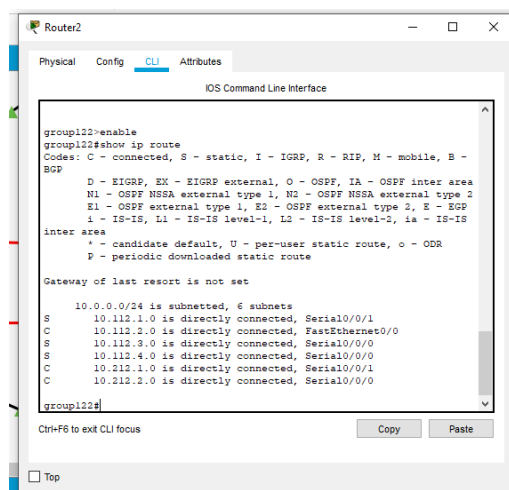 Router2
Physical Config CLI Attributes
IOS Command Line Interface
group122>enable
group122#show ip route
Codes: C - connected, S - static, I - IGRP, R - RIP, M - mobile, B -
BGP
D - EIGRP, EX - EIGRP external, O - OSPF, IA - OSPF inter area
N1 - OSPF NSSA external type 1, N2 - OSPF NSSA external type 2
E1 - OSPF external type 1, E2 - OSPF external type 2, E - EGP
i - IS-IS, L1 - IS-IS level-1, L2 - IS-IS level-2, ia - IS-IS
inter area
* - candidate default, U - per-user static route, o - ODR
P - periodic downloaded static route
Gateway of last resort is not set
10.0.0.0/24 is subnetted, 6 subnets
S 10.112.1.0 is directly connected, Serial0/0/1
C 10.112.2.0 is directly connected, FastEthernet0/0
S 10.112.3.0 is directly connected, Serial0/0/0
S 10.112.4.0 is directly connected, Serial0/0/0
C 10.212.1.0 is directly connected, Serial0/0/1
C 10.212.2.0 is directly connected, Serial0/0/0
group122#
Ctrl+F6 to exit CLI focus
Copy Paste
Top